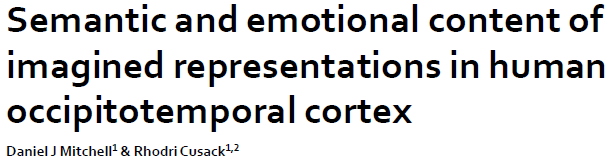 Semantic and emotional content of
imagined representations in human
occipitotemporal cortex
Daniel J Mitchell¹ & Rhodri Cusack¹,²